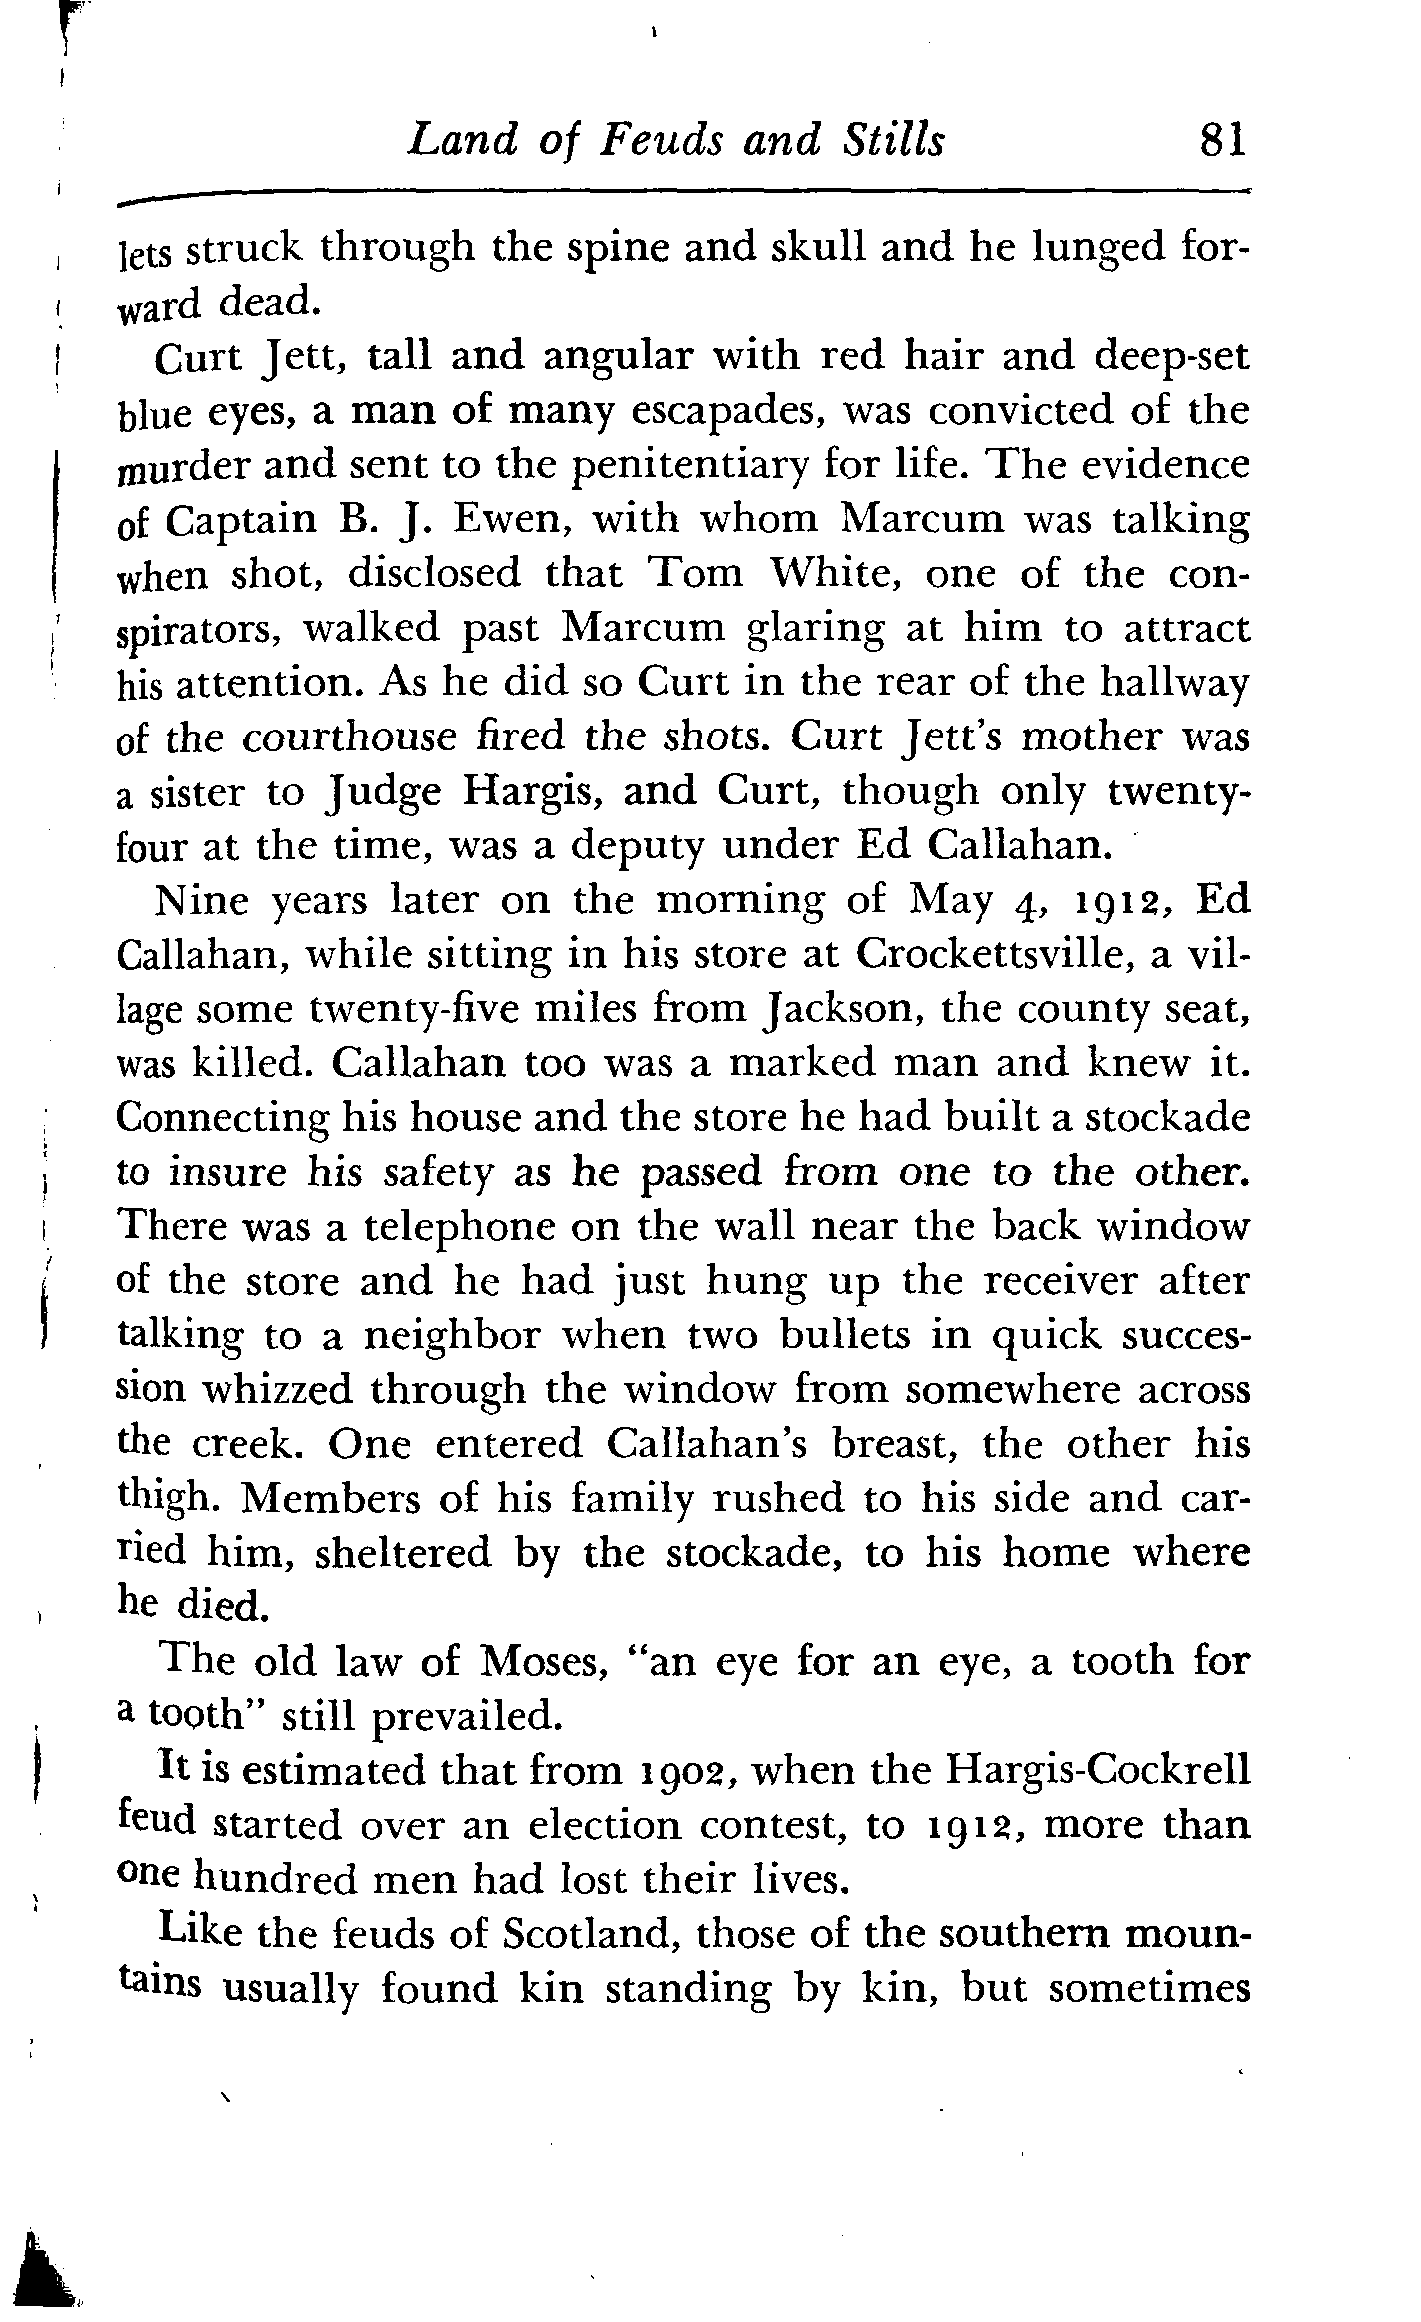 Land of Feuds and Stills 81
lets struck through the spine and skull and he lunged for-
ward dead.
Curt Jett, tall and angular with red hair and deep-set
blue eyes, a man of many escapades, was convicted of the
murder and sent to the penitentiary for life. The evidence
of Captain B. J. Ewen, with whom Marcum was talking
when shot, disclosed that Tom White, one of the con-
spirators, walked past Marcum glaring at him to attract
his attention. As he did so Curt in the rear of the hallway
of the courthouse fired the shots. Curt Jett's mother was
a sister to Judge Hargis, and Curt, though only twenty-
four at the time, was a deputy under Ed Callahan.
Nine years later on the morning of May 4, 1912, Ed
Callahan, while sitting in his store at Crockettsville, a vil-
lage some twenty-five miles from Jackson, the county seat,
was killed. Callahan too was a marked man and knew it.
Connecting his house and the store he had built a stockade
to insure his safety as he passed from one to the other.
There was a telephone on the wall near the back window
of the store and he had just hung up the receiver after
talking to a neighbor when two bullets in quick succes-
sion whizzed through the window from somewhere across
the creek. One entered Callahan's breast, the other his
thigh. Members of his family rushed to his side and car-
ried him, sheltered by the stockade, to his home where
he died.
The old law of Moses, "an eye for an eye, a tooth for
a tooth" still prevailed.
It is estimated that from 1902, when the Hargis-Cockrell
feud started over an election contest, to 1912, more than
one hundred men had lost their lives.
Like the feuds of Scotland, those of the southern moun-
tains usually found kin standing by kin, but sometimes